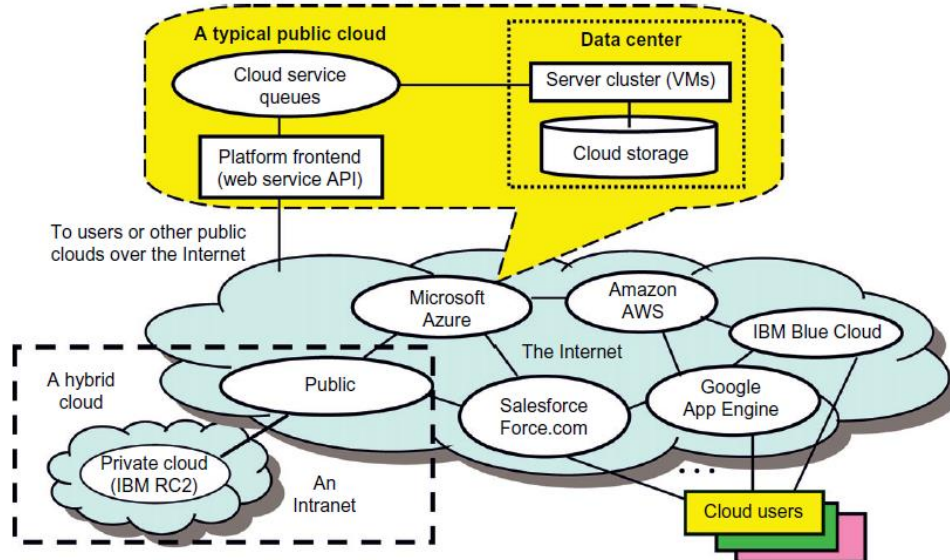 A typical public cloud
Data center
Cloud service
queues
Server cluster (VMs)
Platform frontend
(web service API)
Cloud storage
To users or other public
clouds over the Internet
Microsoft
Azure
Amazon
AWS
IBM Blue Cloud
The Internet
A hybrid
cloud
Public
Salesforce
Force.com
Google
App Engine
Private cloud
(IBM RC2)
An
Intranet
...
Cloud users